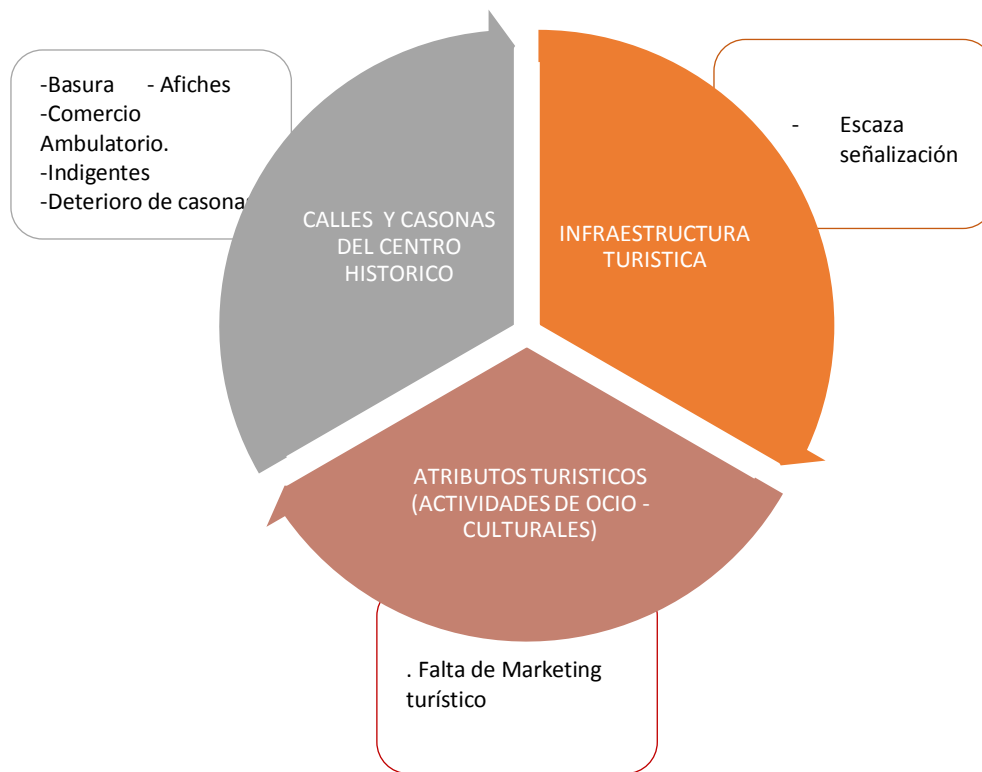 -Basura - Afiches
-Comercio
Ambulatorio.
-Indigentes
-Deterioro de casona
CALLES Y CASONAS
DEL CENTRO
HISTORICO
- Escaza
señalización
INFRAESTRUCTURA
TURISTICA
ATRIBUTOS TURISTICOS
(ACTIVIDADES DE OCIO -
CULTURALES)
. Falta de Marketing
turístico